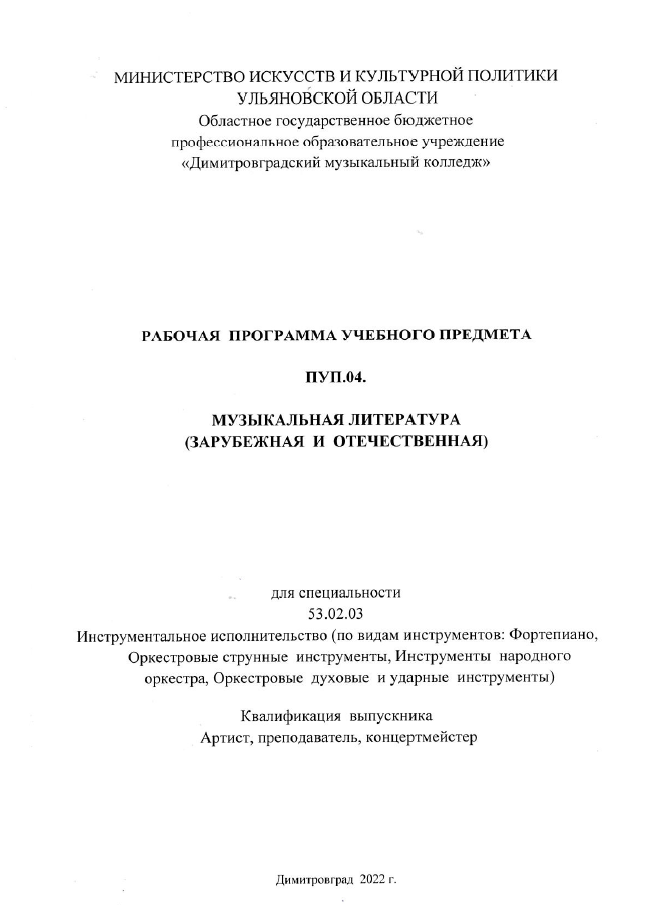 МИНИСТЕРСТВО ИСКУССТВ И КУЛЬТУРНОЙ ПОЛИТИКИ
УЛЬЯНОВСКОЙ ОБЛАСТИ
Областное государственное бюджетное
профессиональное образовательное учреждение
«Димитровградский музыкальный колледж»
РАБОЧАЯ ПРОГРАММА УЧЕБНОГО ПРЕДМЕТА
ПУП.04.
МУЗЫКАЛЬНАЯ ЛИТЕРАТУРА
(ЗАРУБЕЖНАЯ И ОТЕЧЕСТВЕННАЯ)
для специальности
53.02.03
Инструментальное исполнительство (по видам инструментов: Фортепиано,
Оркестровые струнные инструменты, Инструменты народного
оркестра, Оркестровые духовые и ударные инструменты)
Квалификация выпускника
Артист, преподаватель, концертмейстер
Димитровград 2022 г.